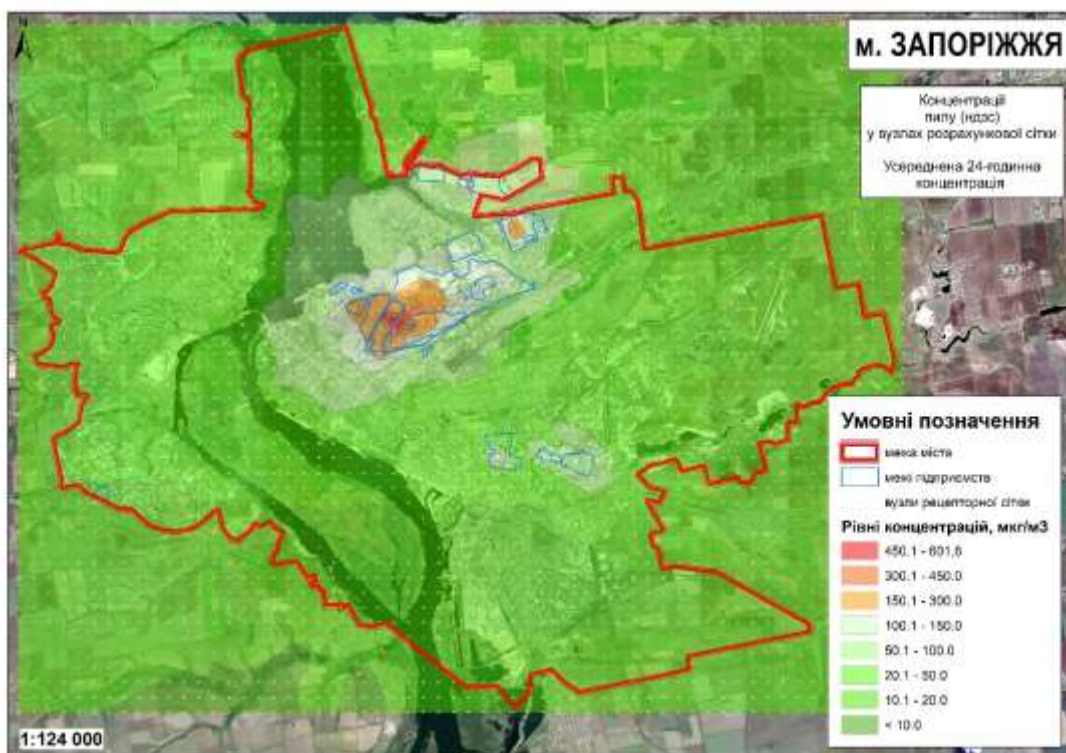 м. ЗАПОРІЖЖЯ
Концентрації
пилу (ндзс)
у вузлах розрахункової сітки
Усереднена 24-годинна
концентрація
Умовні позначення
межа міста
межі підприємств
вузли рецепторної сітки
Рівні концентрацій, мкг/м3
450.1 - 601.6
300.1 - 450.0
150.1 - 300.0
100.1 - 150.0
50.1 - 100.0
20.1 - 50.0
10.1 - 20.0
< 10.0
1:124 000